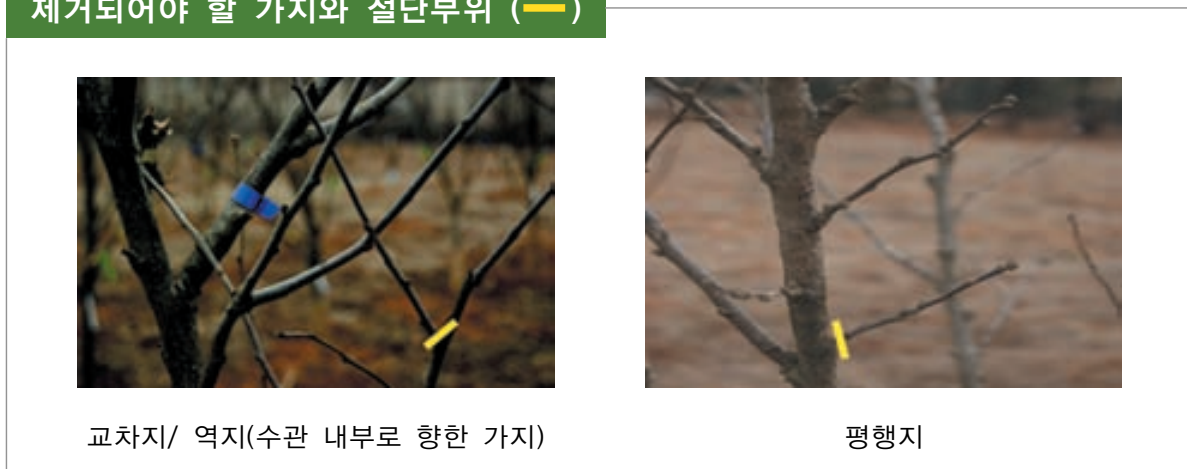 제거되어야 할 가지와 절단부위 ( )
교차지/ 역지(수관 내부로 향한 가지)
평행지